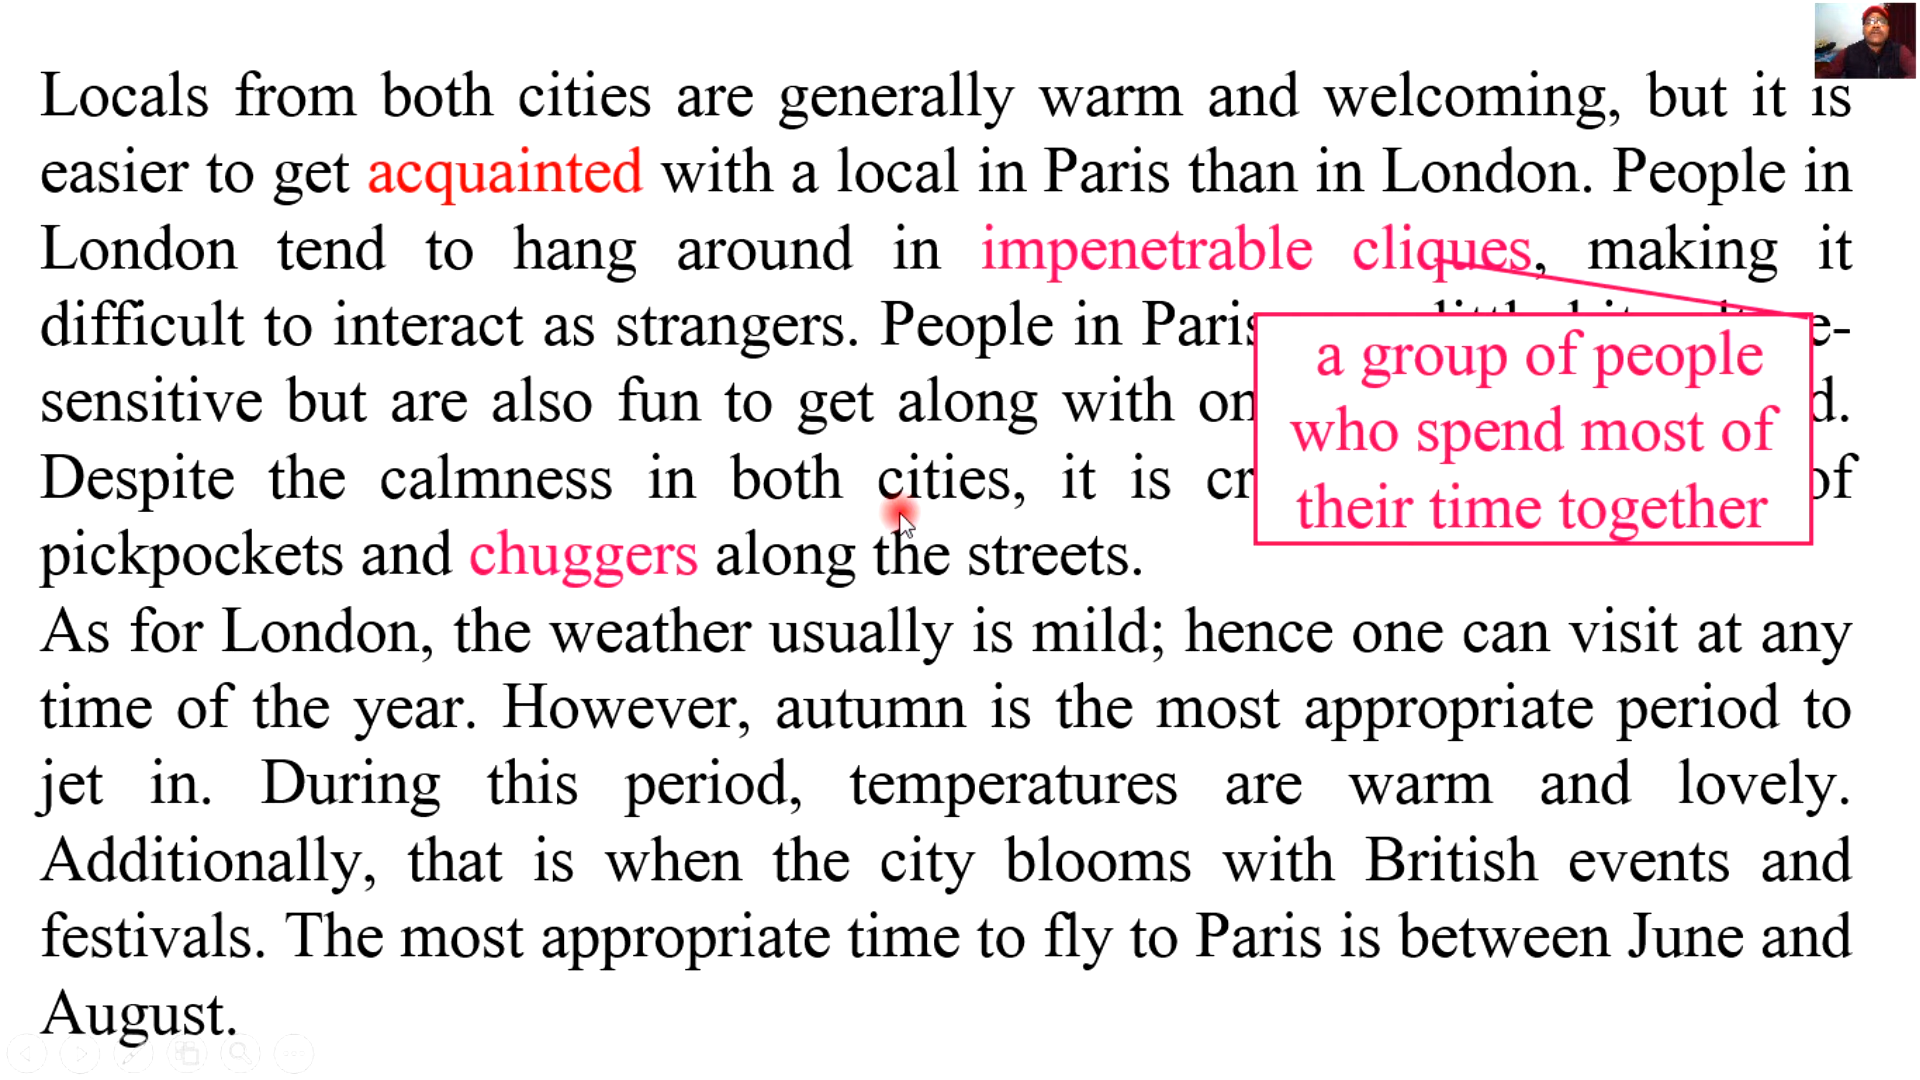 Locals from both cities are generally warm and welcoming, but it is
easier to get acquainted with a local in Paris than in London. People in
London tend to hang around in impenetrable cliques, making it
difficult to interact as strangers. People in Paris e-
sensitive but are also fun to get along with d.
Despite the calmness in both cities, it is of
pickpockets and chuggers along the streets.
a group of people
who spend most of
their time together
As for London, the weather usually is mild; hence one can visit at any
time of the year. However, autumn is the most appropriate period to
jet in. During this period, temperatures are warm and lovely.
Additionally, that is when the city blooms with British events and
festivals. The most appropriate time to fly to Paris is between June and
August.